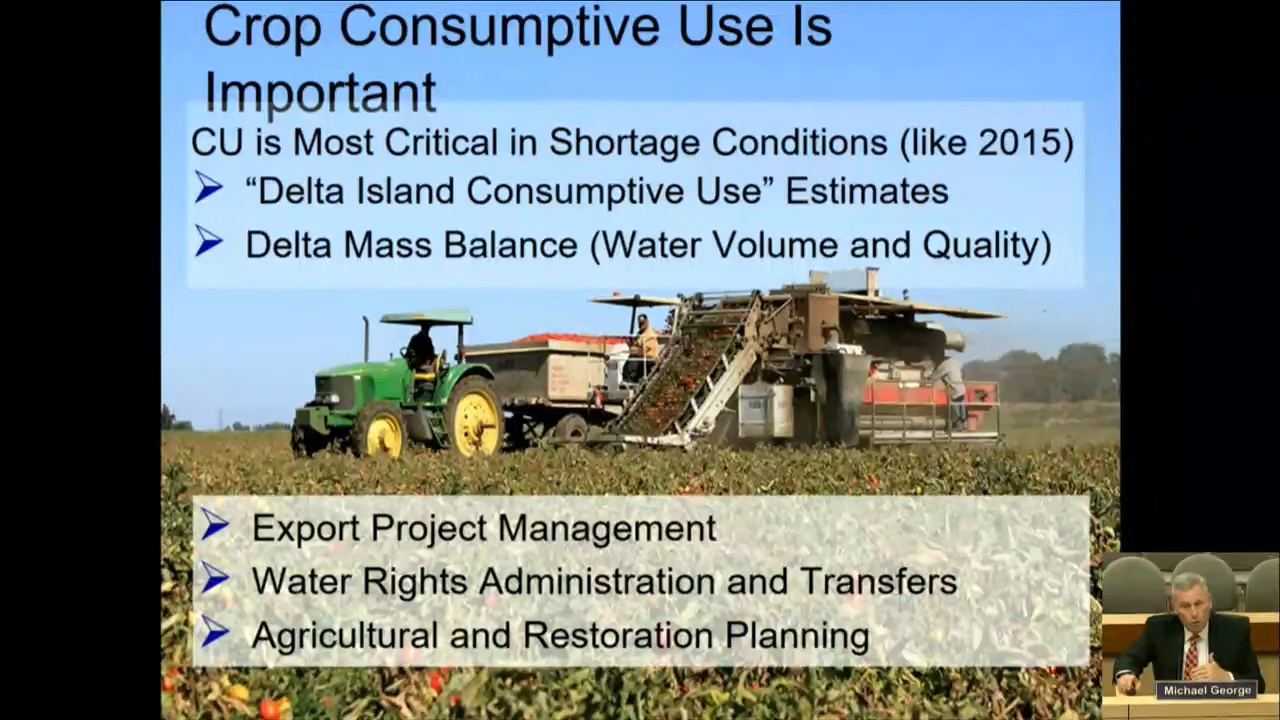 Crop Consumptive Use Is
Important
CU is Most Critical in Shortage Conditions (like 2015)
“Delta Island Consumptive Use” Estimates
Delta Mass Balance (Water Volume and Quality)
Export Project Management
Water Rights Administration and Transfers
Agricultural and Restoration Planning
Michael George